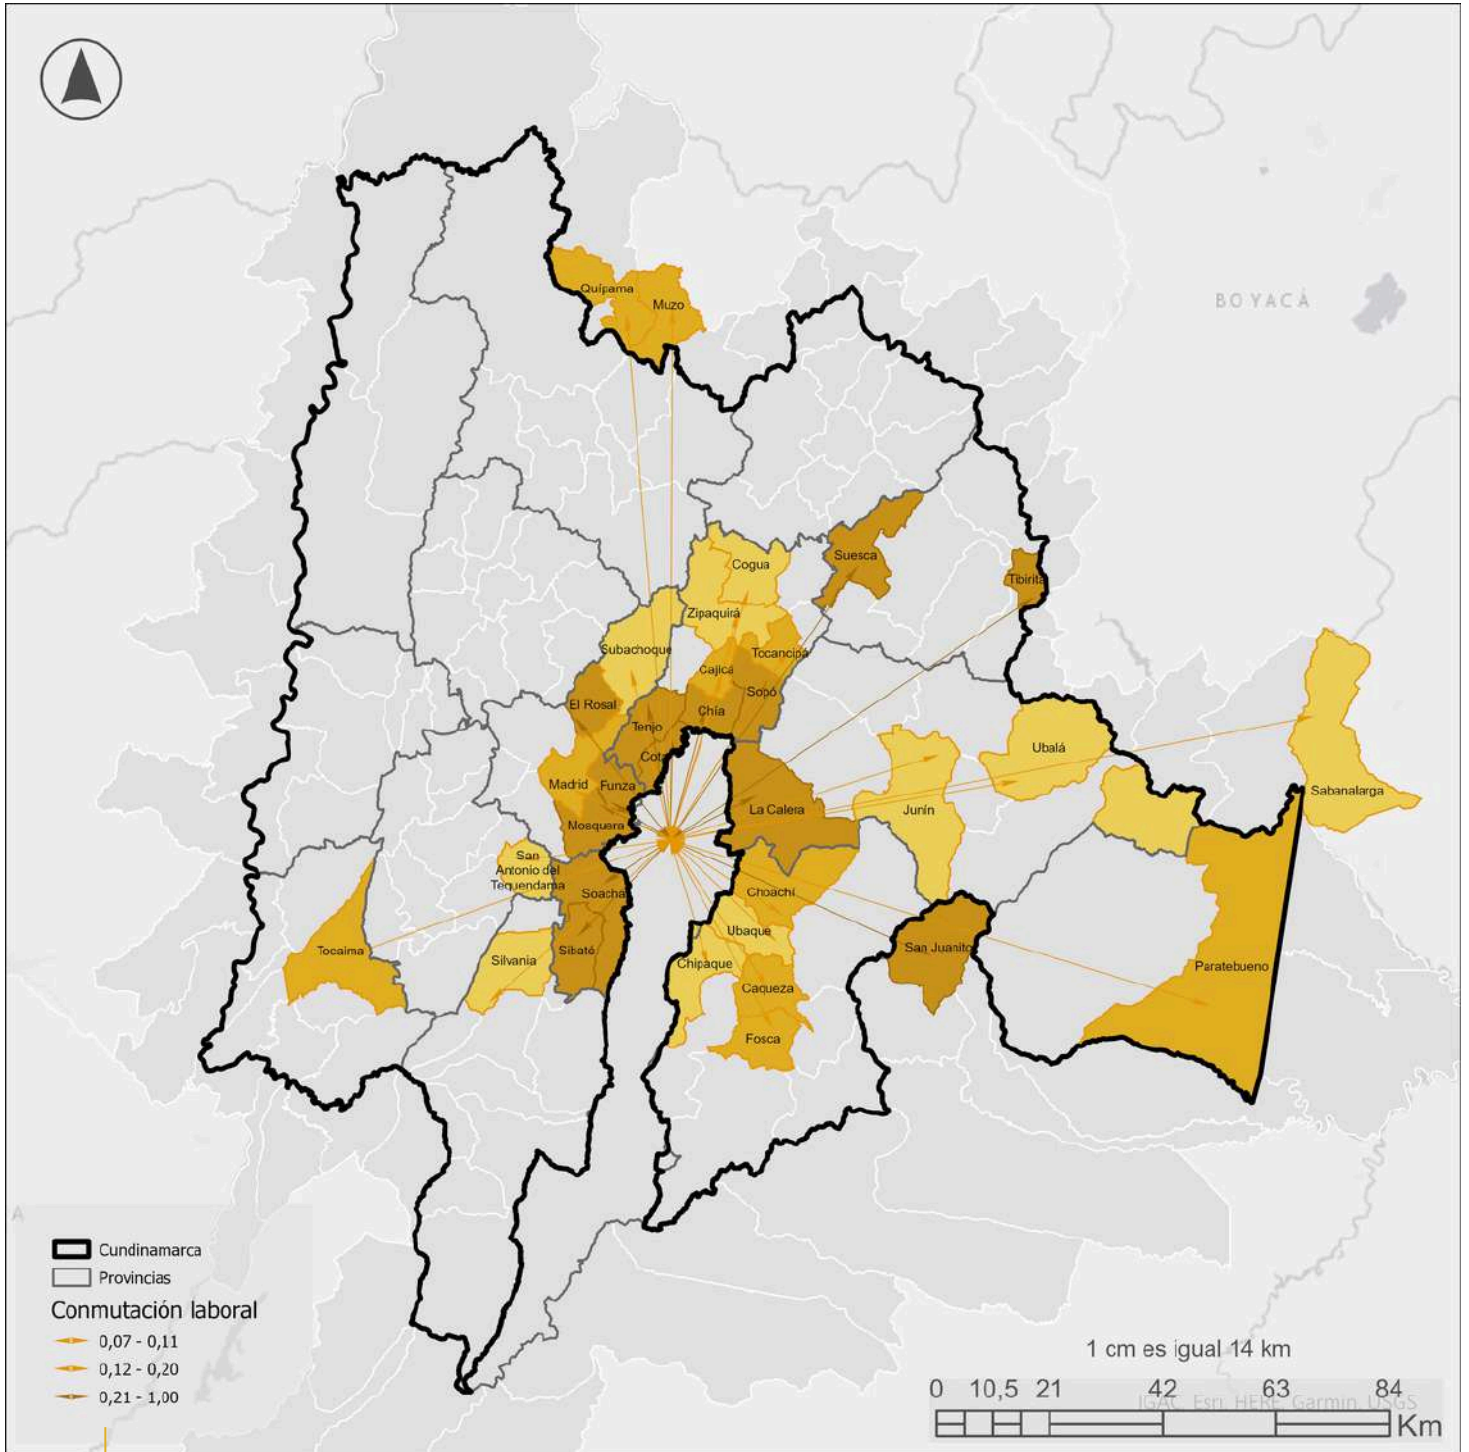 BOYACÁ
Quípama
Muzo
Suesca
Cogua
Tibirita
Zipaquirá
Subachoque
Tocancipá
Cajicá
Sopó
El Rosal
Chía
Tenjo
Ubalá
Cota
Madrid
Funza
Sabanalarga
La Calera
Junín
Mosquera
San
Antonio del
Tequendama
Soacha
Choachí
Ubaque
San Juanito
Tocaima
Sibaté
Silvania
Chipaque
Paratebueno
Caqueza
Fosca
A
Cundinamarca
Provincias
Conmutación laboral
0,07 - 0,11
0,12 - 0,20
0,21 - 1,00
1 cm es igual 14 km
0 10,5 21 42 63 84
Km
IGAC, Esri, HERE, Garmin, USGS